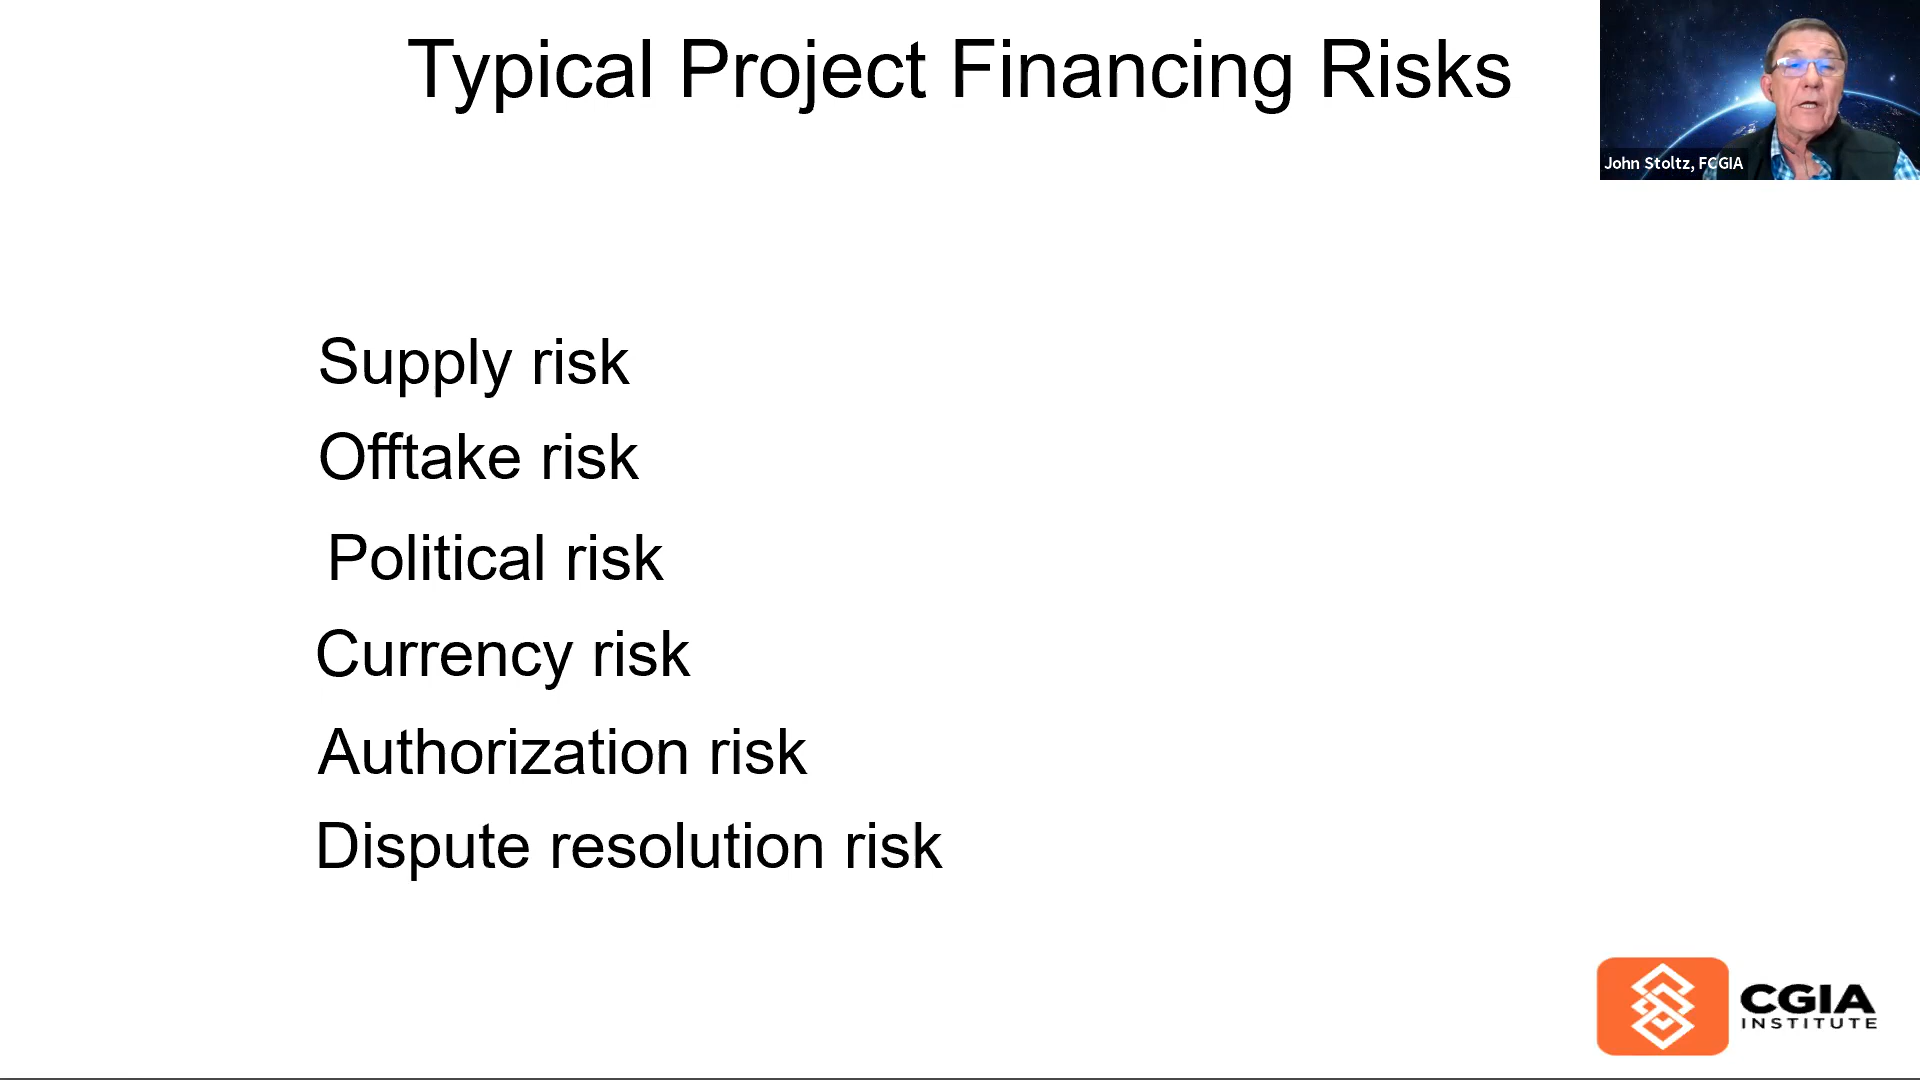 Typical Project Financing Risks
John Stoltz, FCGIA
Supply risk
Offtake risk
Political risk
Currency risk
Authorization risk
Dispute resolution risk
CGIA
INSTITUTE